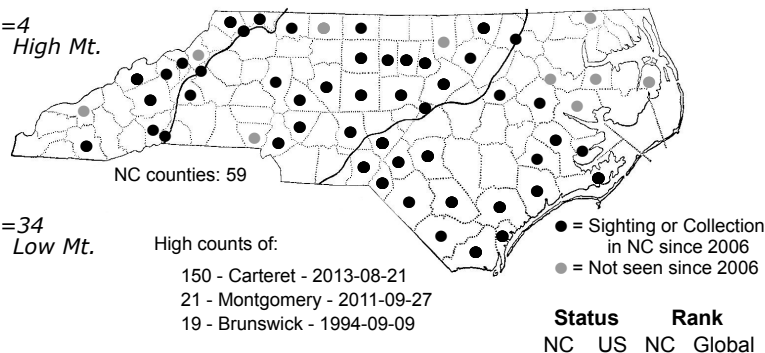 =4
High Mt.
NC counties: 59
=34
Low Mt.
High counts of:
150 - Carteret - 2013-08-21
21 - Montgomery - 2011-09-27
19 - Brunswick - 1994-09-09
= Sighting or Collection
in NC since 2006
= Not seen since 2006
Status Rank
NC US NC Global